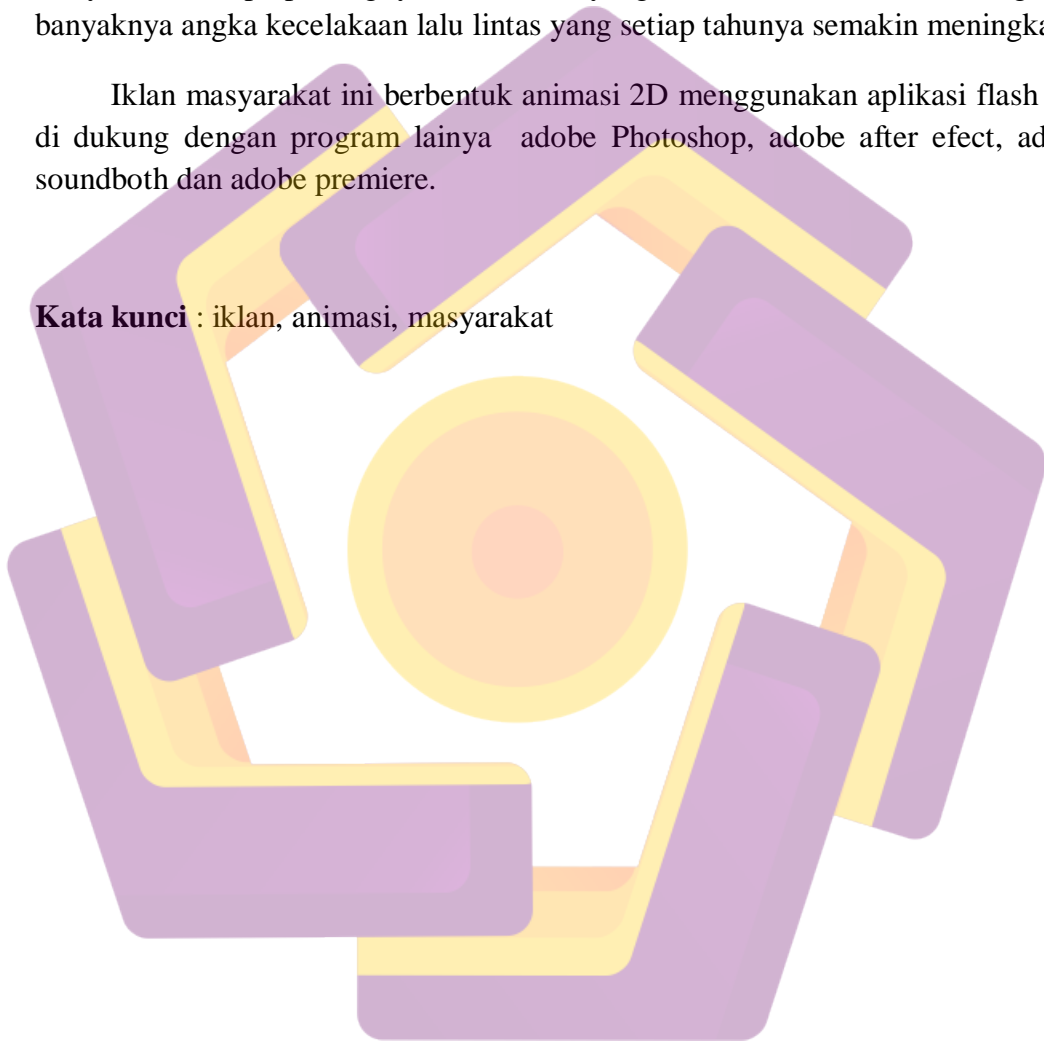 banyaknya angka kecelakaan lalu lintas yang setiap tahunya semakin meningka
Iklan masyarakat ini berbentuk animasi 2D menggunakan aplikasi flash
di dukung dengan program lainya adobe Photoshop, adobe after efect, ad
soundboth dan adobe premiere.
Kata kunci : iklan, animasi, masyarakat